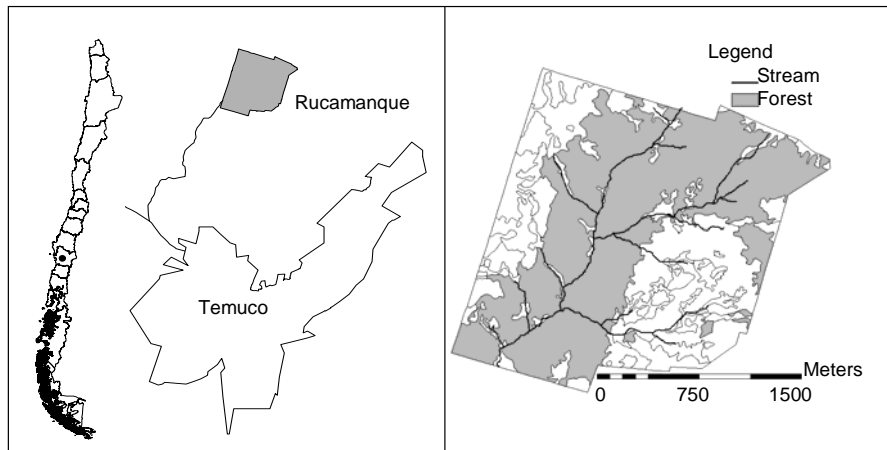 Rucamanque
Temuco
Legend
Stream
Forest
Meters
0 750 1500